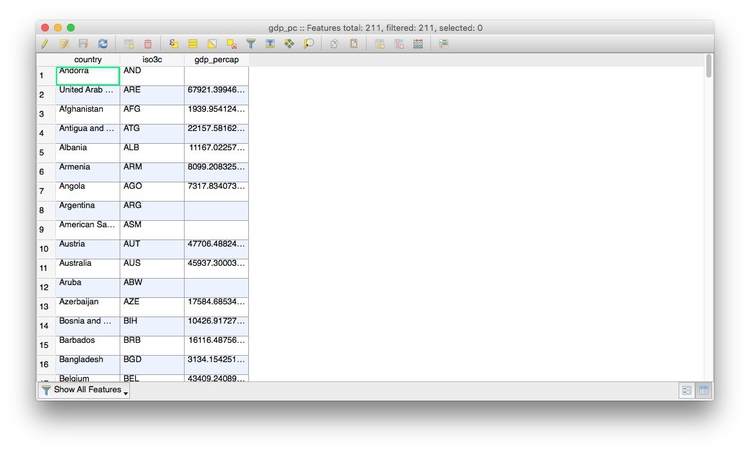 gdp_pc :: Features total: 211, filtered: 211, selected: 0
country iso3c gdp_percap
1 Andorra AND
2 United Arab ... ARE 67921.39946...
3 Afghanistan AFG 1939.954124...
4 Antigua and ... ATG 22157.58162...
5 Albania ALB 11167.02257...
6 Armenia ARM 8099.208325...
7 Angola AGO 7317.834073...
8 Argentina ARG
9 American Sa... ASM
10 Austria AUT 47706.48824...
11 Australia AUS 45937.30003...
12 Aruba ABW
13 Azerbaijan AZE 17584.68534...
14 Bosnia and ... BIH 10426.91727...
15 Barbados BRB 16116.48756...
16 Bangladesh BGD 3134.154251...
Belgium BEL 43409.24089...
Show All Features